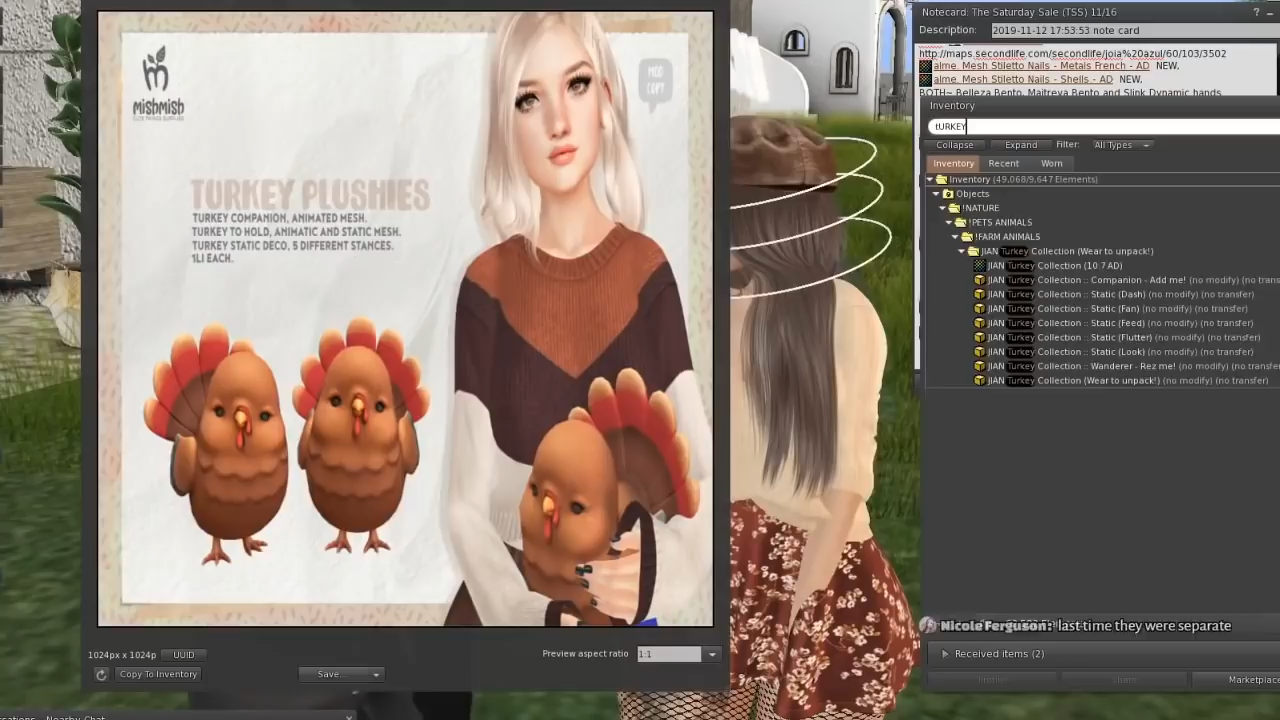 mishmish
MOD
COPY
TURKEY PLUSHIES
TURKEY COMPANION, ANIMATED MESH.
TURKEY TO HOLD, ANIMATIC AND STATIC MESH.
TURKEY STATIC DECO, 5 DIFFERENT STANCES.
1LI EACH.
1024px x 1024p UUID
Preview aspect ratio 1:1
Copy To Inventory Save...
Nearby Chat
Notecard: The Saturday Sale (TSS) 11/16 ?
Description: 2019-11-12 17:53:53 note card
http://maps.secondlife.com/secondlife/joia%20azul/60/103/3502
alme. Mesh Stiletto Nails - Metals French - AD NEW,
alme. Mesh Stiletto Nails - Shells - AD NEW,
BOTH~ Belleza Bento, Maitreya Bento and Slink Dynamic hands
Inventory
tURKEY
Collapse Expand Filter: All Types
Inventory Recent Worn
Inventory (49,068/9,647 Elements)
Objects
!NATURE
!PETS ANIMALS
!FARM ANIMALS
JIAN Turkey Collection (Wear to unpack!)
JIAN Turkey Collection (10.7 AD)
JIAN Turkey Collection :: Companion - Add me! (no modify) (no trans
JIAN Turkey Collection :: Static (Dash) (no modify) (no transfer)
JIAN Turkey Collection :: Static (Fan) (no modify) (no transfer)
JIAN Turkey Collection :: Static (Feed) (no modify) (no transfer)
JIAN Turkey Collection :: Static (Flutter) (no modify) (no transfer)
JIAN Turkey Collection :: Static (Look) (no modify) (no transfer)
JIAN Turkey Collection :: Wanderer - Rez me! (no modify) (no transf
JIAN Turkey Collection (Wear to unpack!) (no modify) (no transfer)
Nicole Ferguson: last time they were separate
Received items (2)
Profile Share Marketplace